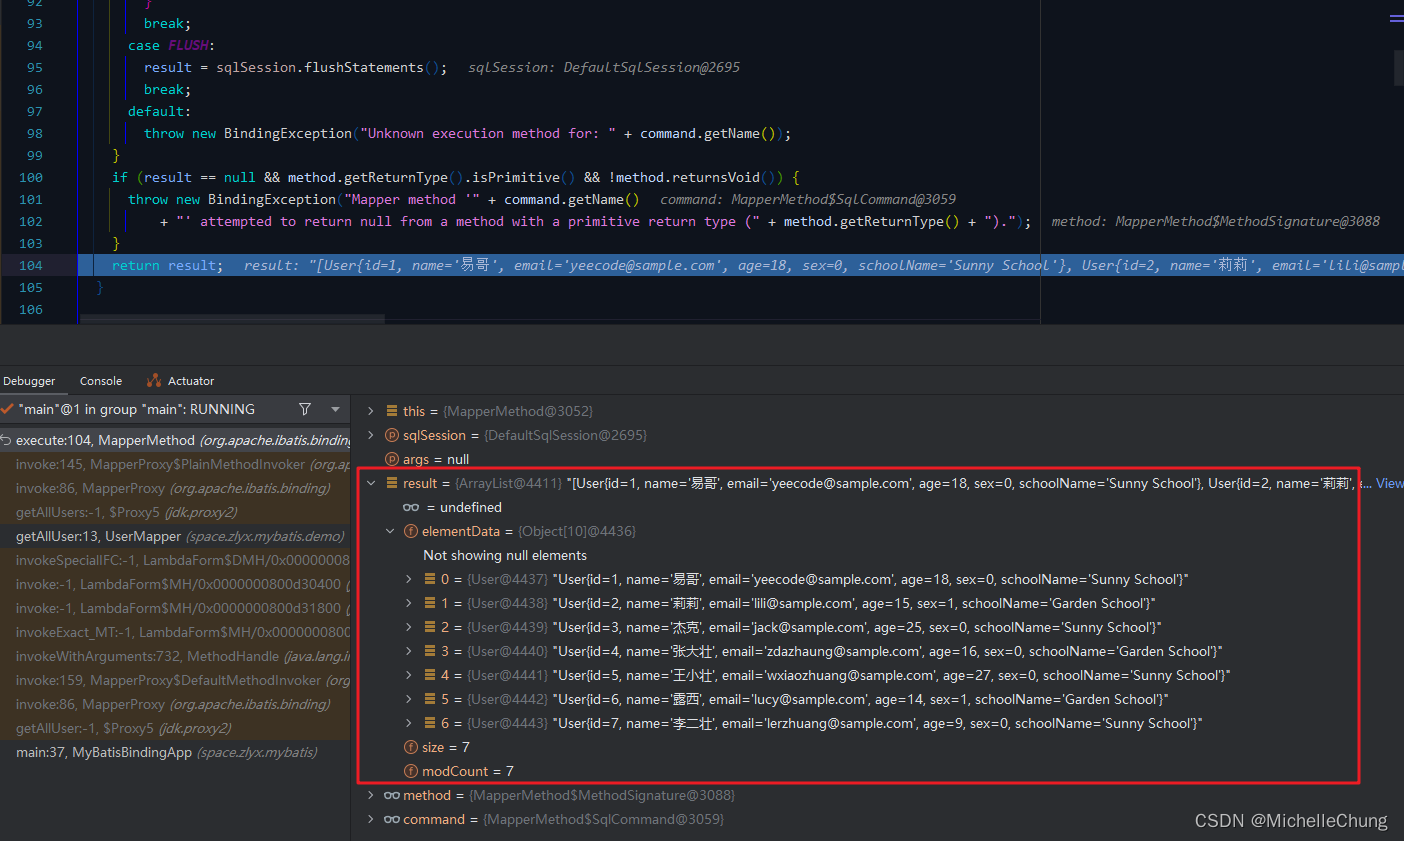 92 }
93 break;
94 case FLUSH:
95 result = sqlSession.flushStatements(); sqlSession: DefaultSqlSession@2695
96 break;
97 default:
98 throw new BindingException("Unknown execution method for: " + command.getName());
99 }
100 if (result == null && method.getReturnType().isPrimitive() && !method.returnsVoid()) {
101 throw new BindingException("Mapper method '" + command.getName() command: MapperMethod$SqlCommand@3059
102 + "' attempted to return null from a method with a primitive return type (" + method.getReturnType() + ")."); method: MapperMethod$MethodSignature@3088
103 }
104 return result; result: "[User{id=1, name='易哥', email='yeecode@sample.com', age=18, sex=0, schoolName='Sunny School'}, User{id=2, name='莉莉', email='lili@samp
105 }
106
Debugger Console Actuator
"main"@1 in group "main": RUNNING
execute:104, MapperMethod (org.apache.ibatis.binding
invoke:145, MapperProxy$PlainMethodInvoker (org.ap
invoke:86, MapperProxy (org.apache.ibatis.binding)
getAllUsers:-1, $Proxy5 (jdk.proxy2)
getAllUser:13, UserMapper (space.zlyx.mybatis.demo)
invokeSpecialIFC:-1, LambdaForm$DMH/0x00000008
invoke:-1, LambdaForm$MH/0x0000000800d30400 (
invoke:-1, LambdaForm$MH/0x0000000800d31800 (
invokeExact_MT:-1, LambdaForm$MH/0x0000000800
invokeWithArguments:732, MethodHandle (java.lang.i
invoke:159, MapperProxy$DefaultMethodInvoker (org
invoke:86, MapperProxy (org.apache.ibatis.binding)
getAllUser:-1, $Proxy5 (jdk.proxy2)
main:37, MyBatisBindingApp (space.zlyx.mybatis)
this = {MapperMethod@3052}
sqlSession = {DefaultSqlSession@2695}
args = null
result = {ArrayList@4411} "[User{id=1, name='易哥', email='yeecode@sample.com', age=18, sex=0, schoolName='Sunny School'}, User{id=2, name='莉莉', e... View
= undefined
elementData = {Object[10]@4436}
Not showing null elements
0 = {User@4437} "User{id=1, name='易哥', email='yeecode@sample.com', age=18, sex=0, schoolName='Sunny School'}"
1 = {User@4438} "User{id=2, name='莉莉', email='lili@sample.com', age=15, sex=1, schoolName='Garden School'}"
2 = {User@4439} "User{id=3, name='杰克', email='jack@sample.com', age=25, sex=0, schoolName='Sunny School'}"
3 = {User@4440} "User{id=4, name='张大壮', email='zdazhaung@sample.com', age=16, sex=0, schoolName='Garden School'}"
4 = {User@4441} "User{id=5, name='王小壮', email='wxiaozhuang@sample.com', age=27, sex=0, schoolName='Sunny School'}"
5 = {User@4442} "User{id=6, name='露西', email='lucy@sample.com', age=14, sex=1, schoolName='Garden School'}"
6 = {User@4443} "User{id=7, name='李二壮', email='lerzhuang@sample.com', age=9, sex=0, schoolName='Sunny School'}"
size = 7
modCount = 7
method = {MapperMethod$MethodSignature@3088}
command = {MapperMethod$SqlCommand@3059}
CSDN @MichelleChung